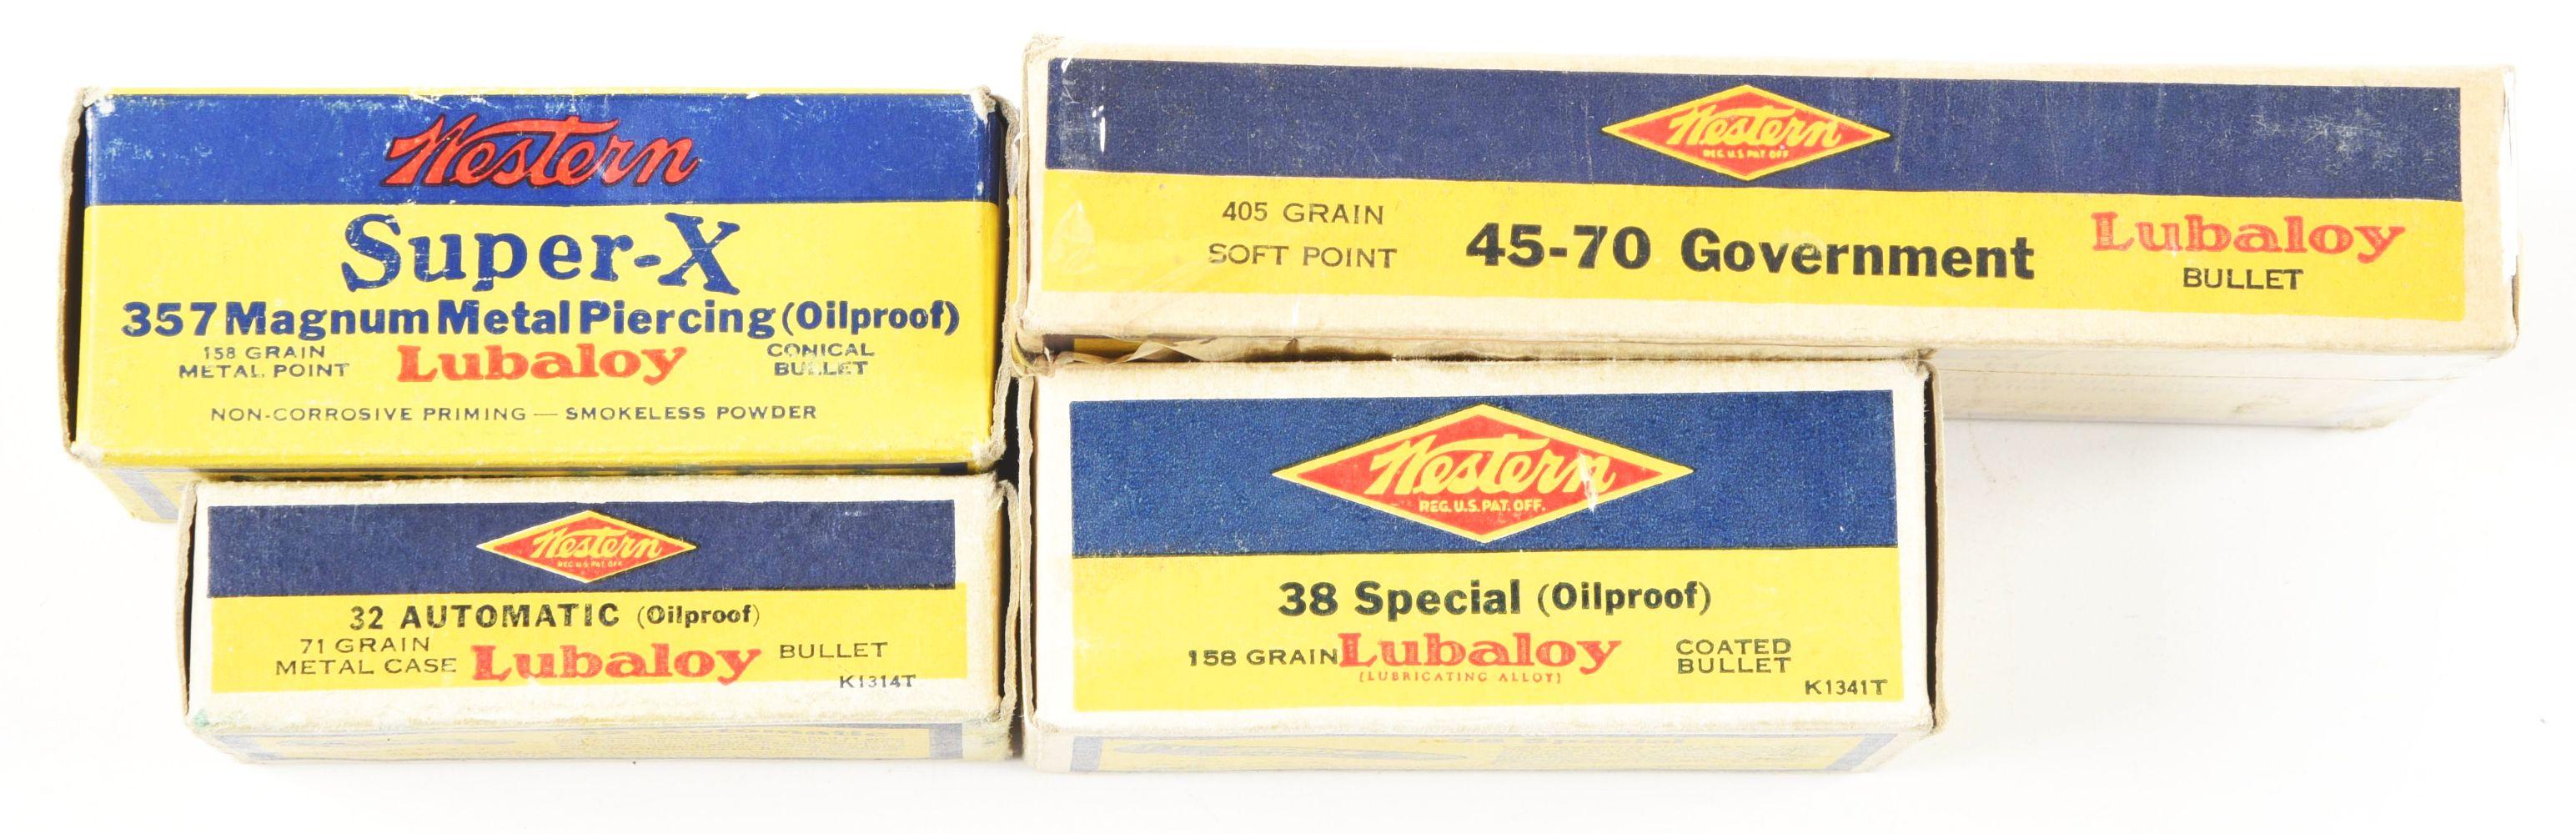 Western
Super-X
357 Magnum Metal Piercing (Oilproof)
158 GRAIN
METAL POINT
Lubaloy
CONICAL
BULLET
NON-CORROSIVE PRIMING — SMOKELESS POWDER
Western
REG. U.S. PAT. OFF
405 GRAIN
SOFT POINT
45-70 Government
Lubaloy
BULLET
Western
REG. U.S. PAT. OFF.
32 AUTOMATIC (Oilproof)
71 GRAIN
METAL CASE
Lubaloy
BULLET
K1314T
Western
REG. U.S. PAT. OFF.
38 Special (Oilproof)
158 GRAIN
Lubaloy
(LUBRICATING ALLOY)
COATED
BULLET
K1341T